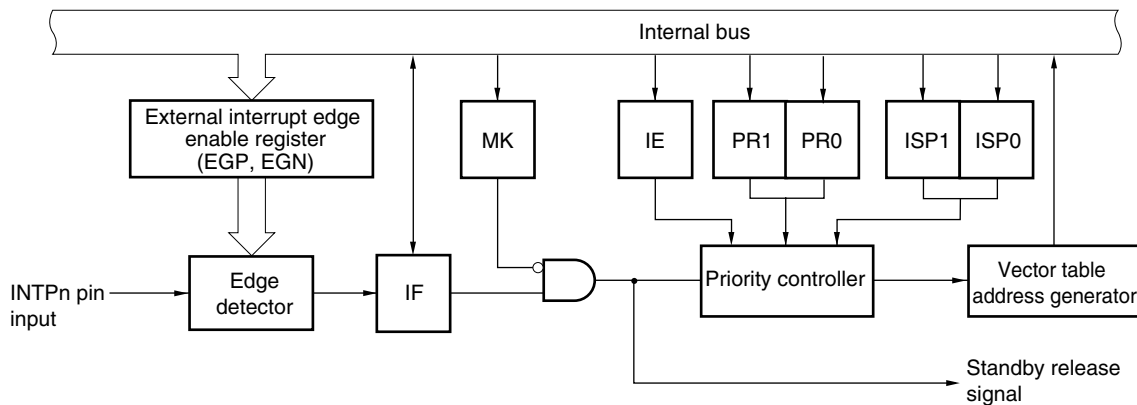 Internal bus
External interrupt edge
enable register
(EGP, EGN)
MK
IE
PR1
PR0
ISP1
ISP0
INTPn pin
input
Edge
detector
IF
Priority controller
Vector table
address generator
Standby release
signal